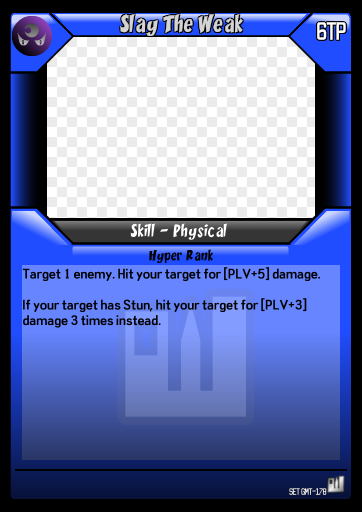 Slay The Weak
6TP
Skill - Physical
Hyper Rank
Target 1 enemy. Hit your target for [PLV+5] damage.
If your target has Stun, hit your target for [PLV+3]
damage 3 times instead.
SET GMT-178